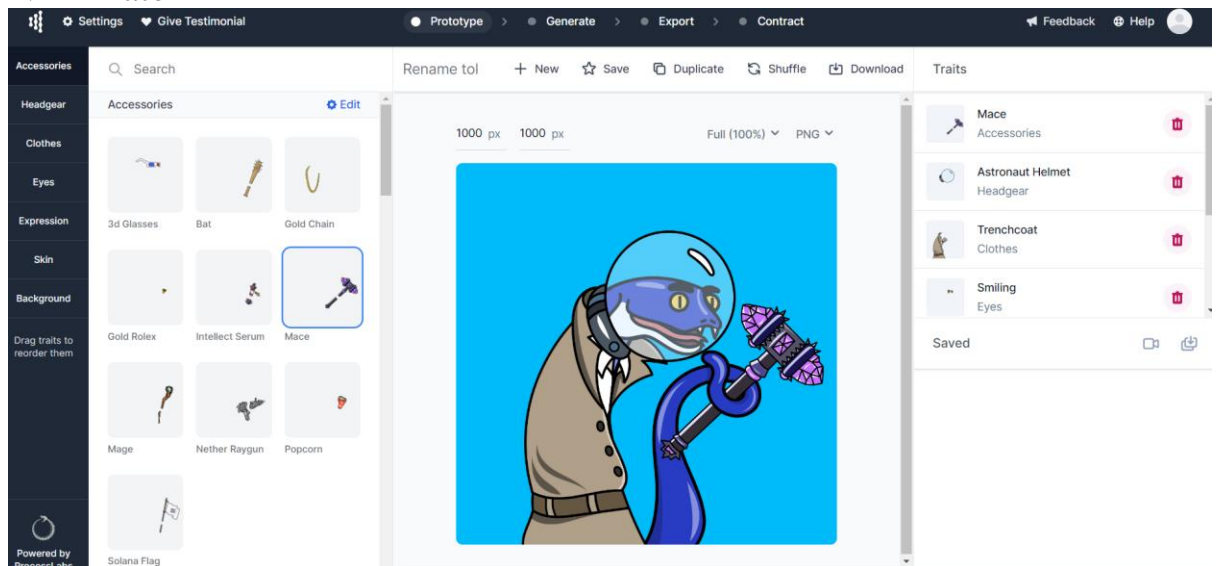 Settings
Give Testimonial
Prototype > Generate > Export > Contract
Feedback
Help
Accessories
Headgear
Clothes
Eyes
Expression
Skin
Background
Drag traits to
reorder them
Powered by
ProcessLabs
Search
Accessories
Edit
3d Glasses
Bat
Gold Chain
Gold Rolex
Intellect Serum
Mace
Mage
Nether Raygun
Popcorn
Solana Flag
Rename tol
New
Save
Duplicate
Shuffle
Download
1000 px
1000 px
Full (100%)
PNG
Traits
Mace
Accessories
Astronaut Helmet
Headgear
Trenchcoat
Clothes
Smiling
Eyes
Saved